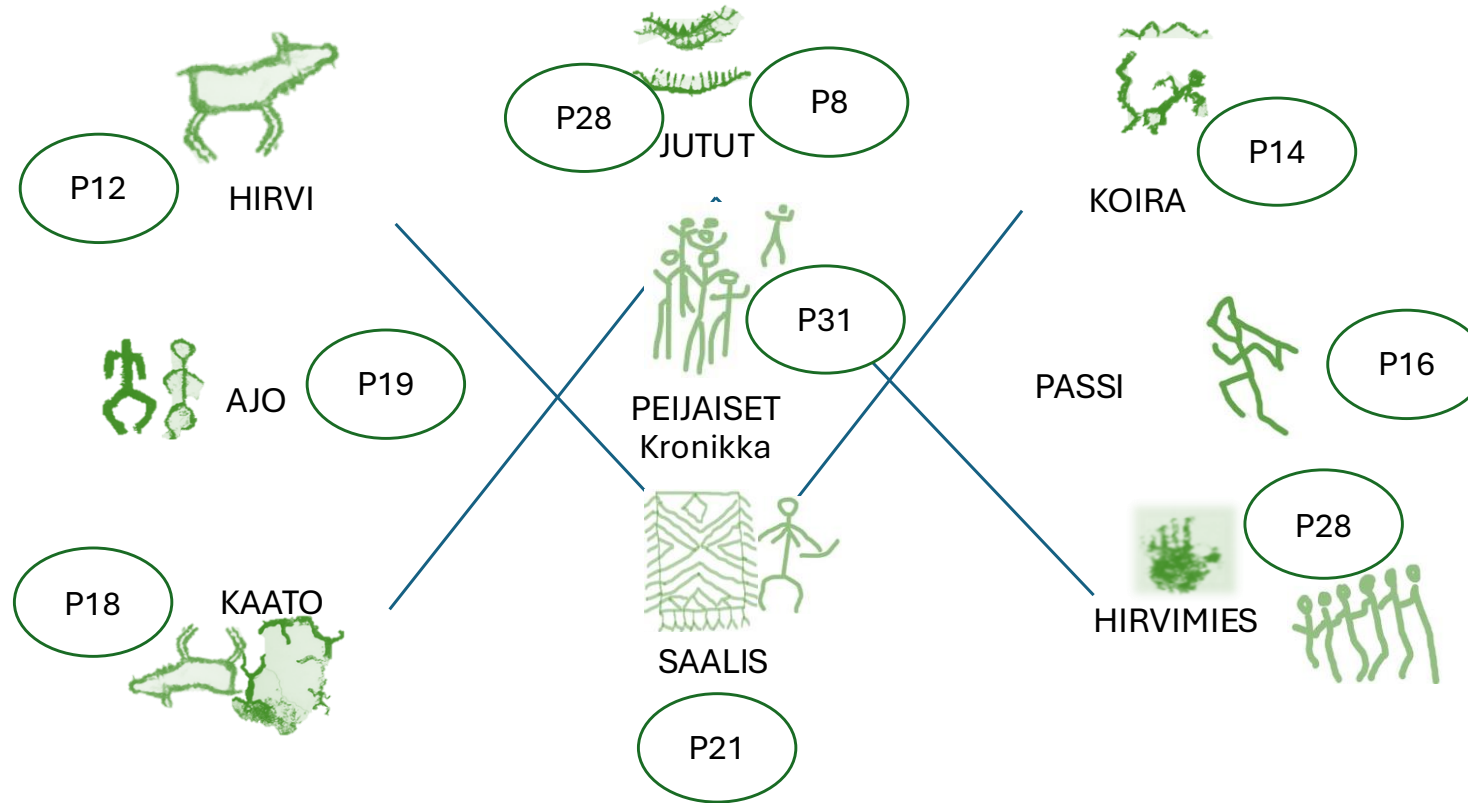 P28
P8
JUTUT
P14
P12
HIRVI
KOIRA
P31
P16
P19
AJO
PASSI
PEIJAISET
Kronikka
P28
P18
KAATO
HIRVIMIES
SAALIS
P21